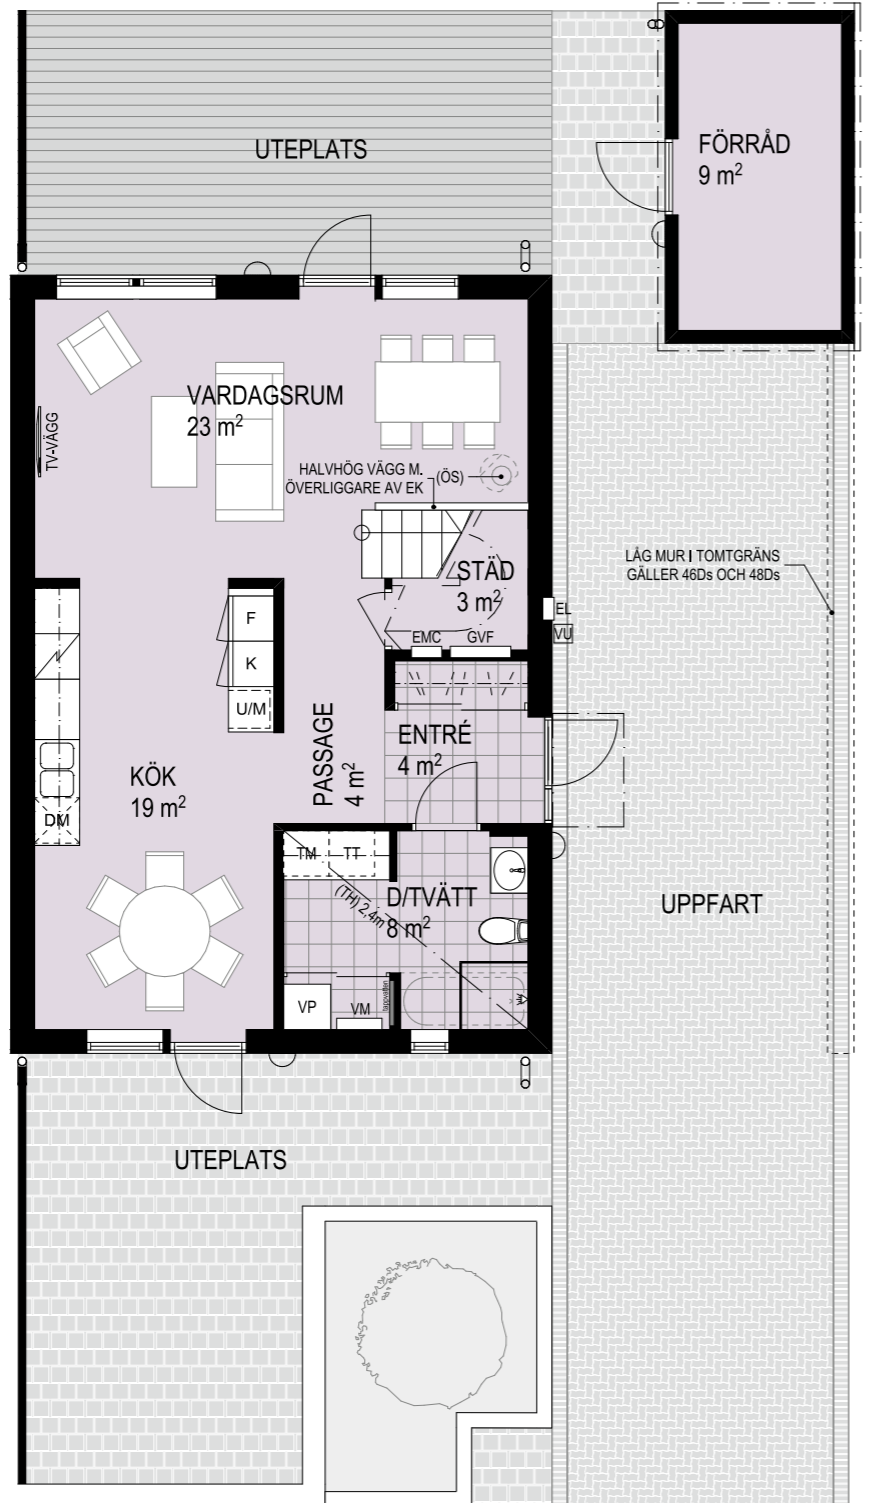 UTEPLATS
FÖRRÅD
9 m²
VARDAGSRUM
23 m²
TV-VÄGG
HALVHÖG VÄGG M.
ÖVERLIGGARE AV EK
(ÖS)
LÅG MUR I TOMTGRÄNS
GÄLLER 46Ds OCH 48Ds
STÄD
3 m²
EL
VU
EMC
GVF
F
K
U/M
PASSAGE
4 m²
ENTRÉ
4 m²
KÖK
19 m²
DM
TM
TT
(TH) 2,4m
D/TVÄTT
8 m²
UPPFART
VP
VM
tappvatten
UTEPLATS